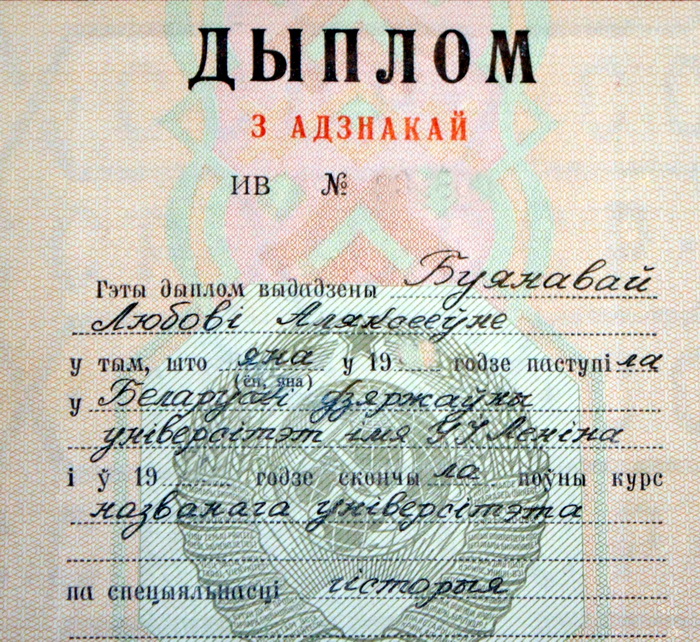 ДЫПЛОМ
З АДЗНАКАЙ
ИВ №
Гэты дыплом выдадзены Буянавай
Любові Аляксееўне
у тым, што яна у 19 годзе паступіла
(ён, яна)
у Беларускі дзяржаўны
універсітэт імя У.І. Леніна
і ў 19 годзе скончыла поўны курс
названага універсітэта
па спецыяльнасці гісторыя